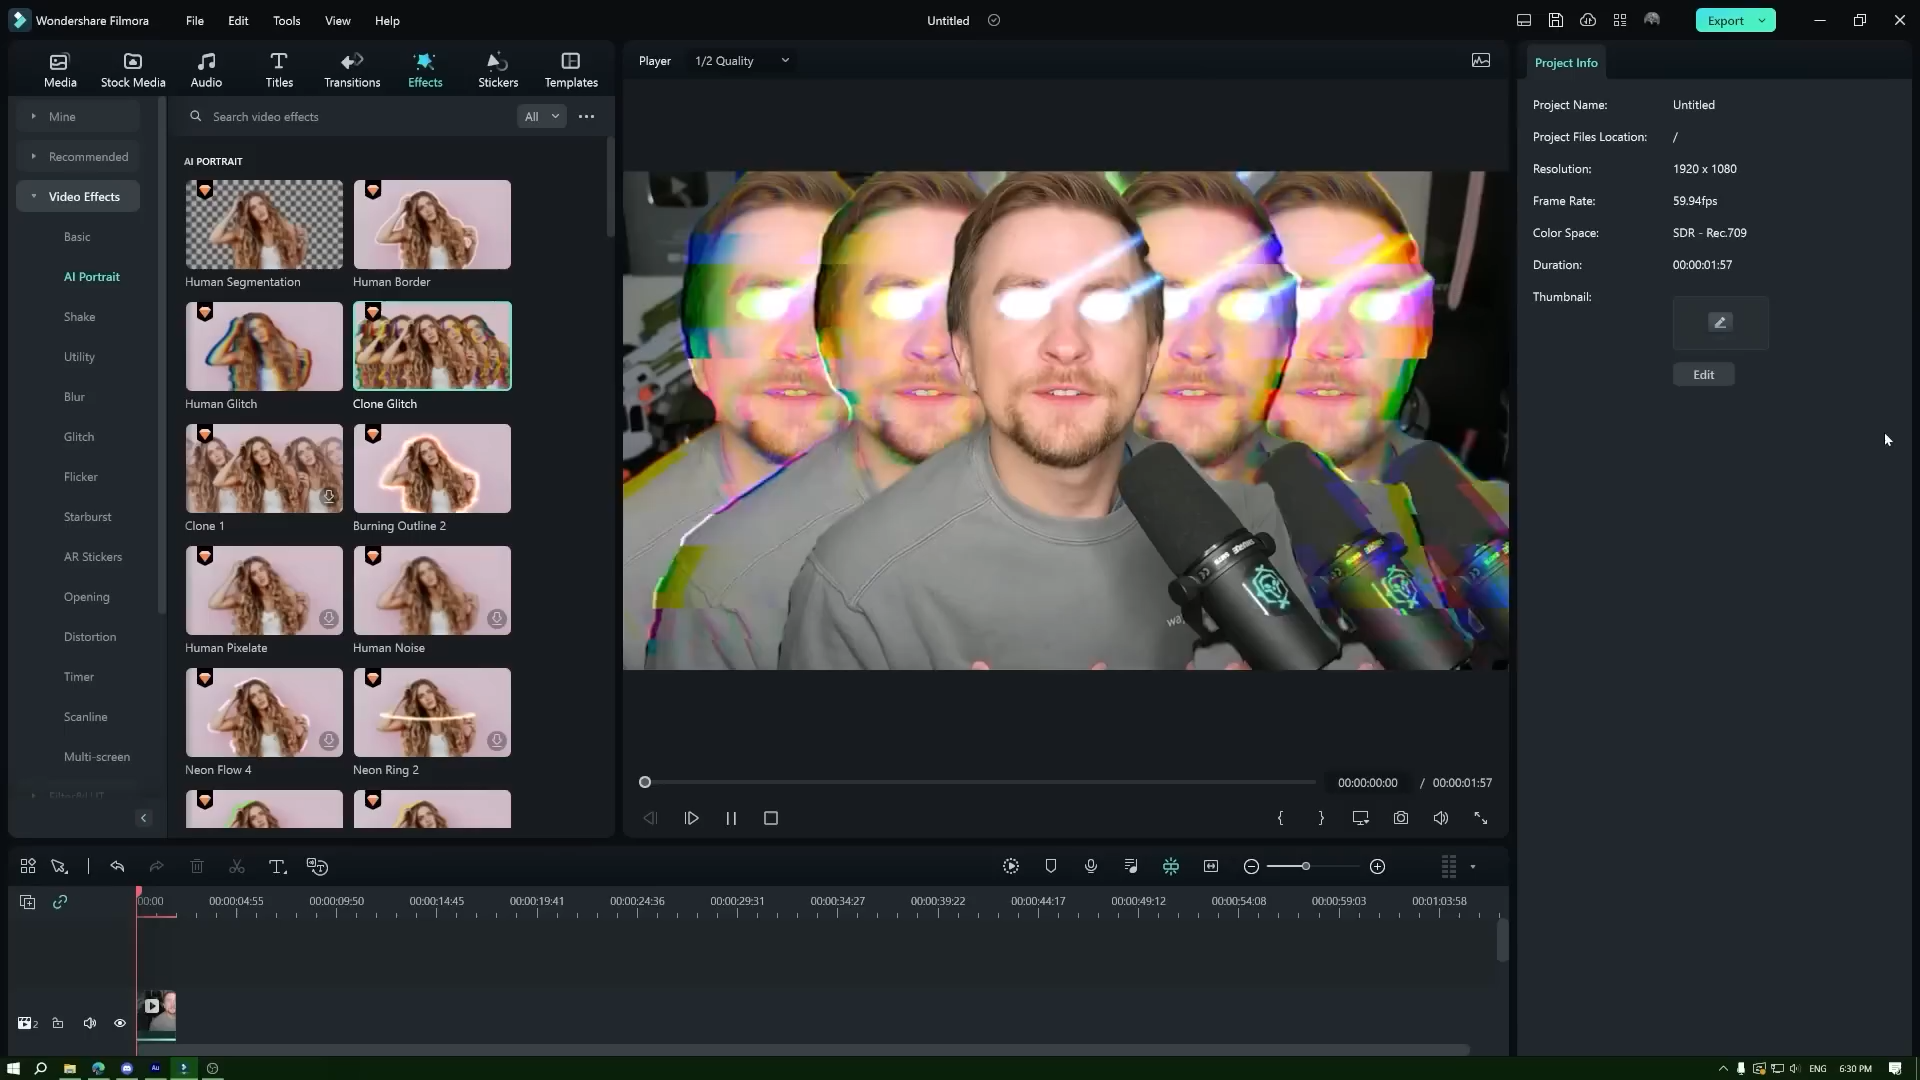 Wondershare Filmora
File
Edit
Tools
View
Help
Untitled
Export
Media
Stock Media
Audio
Titles
Transitions
Effects
Stickers
Templates
Player
1/2 Quality
Project Info
Mine
Recommended
Video Effects
Basic
AI Portrait
Shake
Utility
Blur
Glitch
Flicker
Starburst
AR Stickers
Opening
Distortion
Timer
Scanline
Multi-screen
Search video effects
All
AI PORTRAIT
Human Segmentation
Human Border
Human Glitch
Clone Glitch
Clone 1
Burning Outline 2
Human Pixelate
Human Noise
Neon Flow 4
Neon Ring 2
Project Name:
Untitled
Project Files Location:
/
Resolution:
1920 x 1080
Frame Rate:
59.94fps
Color Space:
SDR - Rec.709
Duration:
00:00:01:57
Thumbnail:
Edit
00:00:00:00 / 00:00:01:57
{ }
00:00
00:00:04:55
00:00:09:50
00:00:14:45
00:00:19:41
00:00:24:36
00:00:29:31
00:00:34:27
00:00:39:22
00:00:44:17
00:00:49:12
00:00:54:08
00:00:59:03
00:01:03:58
2
Au
ENG
6:30 PM